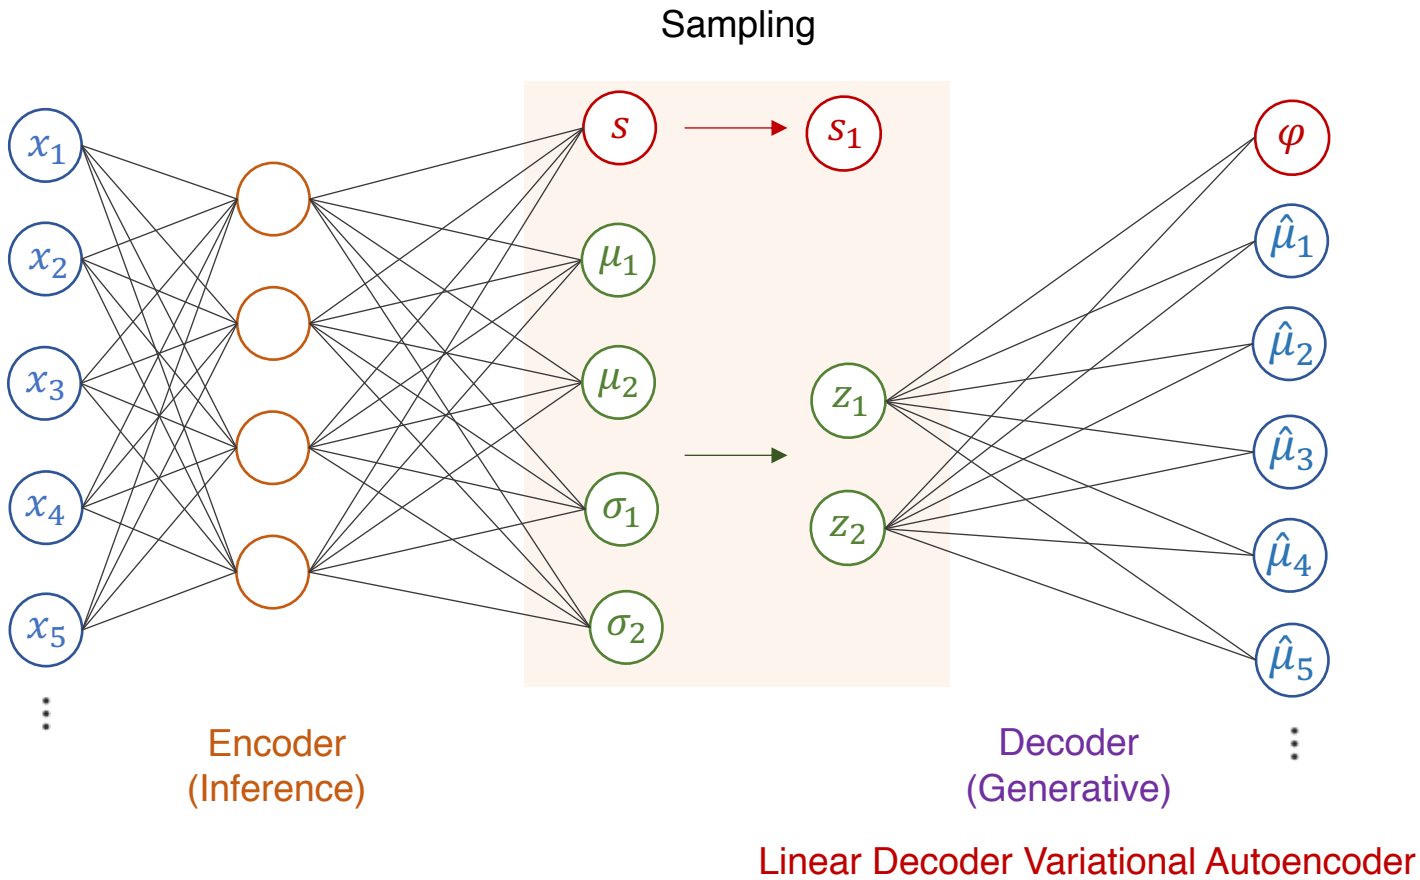 Sampling
s
s₁
φ
x₁
μ̂₁
x₂
μ₁
μ̂₂
x₃
μ₂
z₁
μ̂₃
x₄
σ₁
z₂
μ̂₄
x₅
σ₂
μ̂₅
⋮
⋮
Encoder
(Inference)
Decoder
(Generative)
Linear Decoder Variational Autoencoder